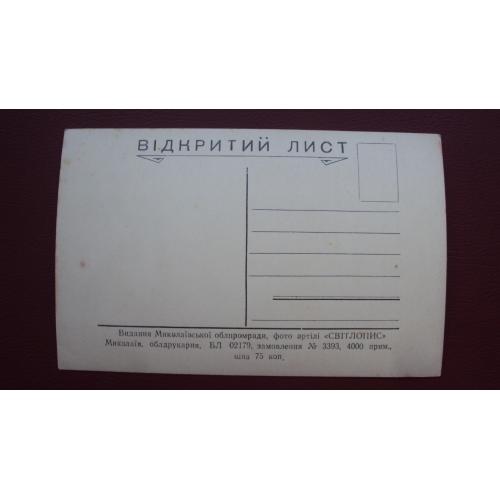 ВІДКРИТИЙ ЛИСТ
Видання Миколаївської облпромради, фото артілі «СВІТЛОПИС»
Миколаїв, облдрукарня, БЛ 02179, замовлення № 3393, 4000 прим.,
ціна 75 коп.